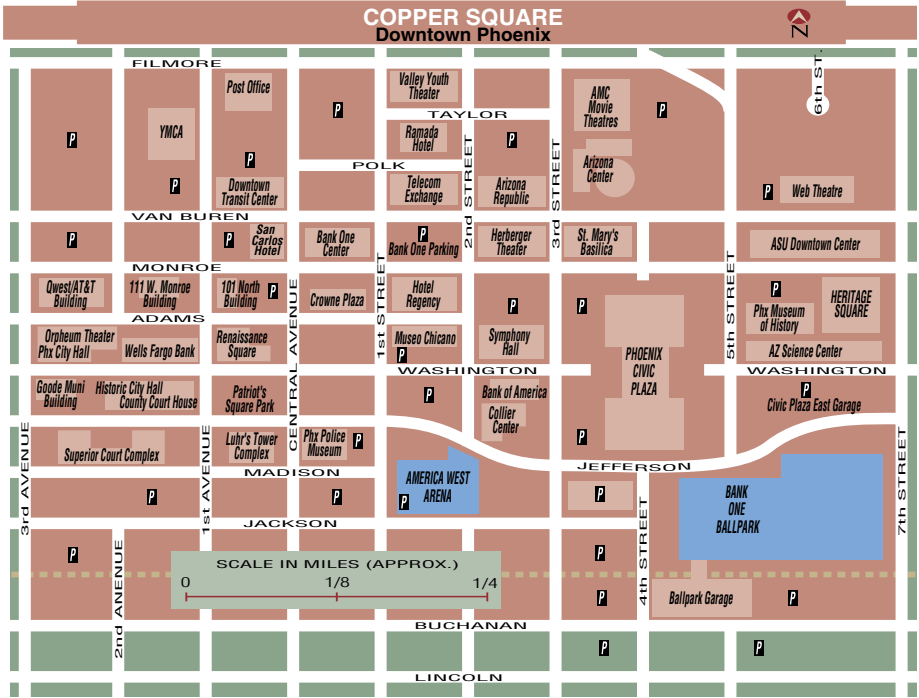 COPPER SQUARE
Downtown Phoenix
N
FILMORE
6th ST.
Post Office
Valley Youth
Theater
AMC
Movie
Theatres
P
P
TAYLOR
YMCA
Ramada
Hotel
P
P
2nd STREET
3rd STREET
P
POLK
Arizona
Center
P
Downtown
Transit Center
Telecom
Exchange
Arizona
Republic
P
Web Theatre
VAN BUREN
P
P
San
Carlos
Hotel
Bank One
Center
P
Bank One Parking
Herberger
Theater
St. Mary's
Basilica
ASU Downtown Center
MONROE
1st STREET
5th STREET
Qwest/AT&T
Building
111 W. Monroe
Building
101 North
Building
P
Crowne Plaza
Hotel
Regency
P
P
P
Phx Museum
of History
HERITAGE
SQUARE
ADAMS
CENTRAL AVENUE
Orpheum Theater
Phx City Hall
Wells Fargo Bank
Renaissance
Square
Museo Chicano
P
Symphony
Hall
PHOENIX
CIVIC
PLAZA
AZ Science Center
WASHINGTON
WASHINGTON
Goode Muni
Building
Historic City Hall
County Court House
Patriot's
Square Park
P
Bank of America
Collier
Center
P
Civic Plaza East Garage
3rd AVENUE
1st AVENUE
7th STREET
Superior Court Complex
Luhr's Tower
Complex
Phx Police
Museum
P
P
JEFFERSON
MADISON
AMERICA WEST
ARENA
P
P
P
P
BANK
ONE
BALLPARK
JACKSON
4th STREET
2nd ANENUE
P
P
SCALE IN MILES (APPROX.)
0
1/8
1/4
P
Ballpark Garage
P
BUCHANAN
P
P
LINCOLN